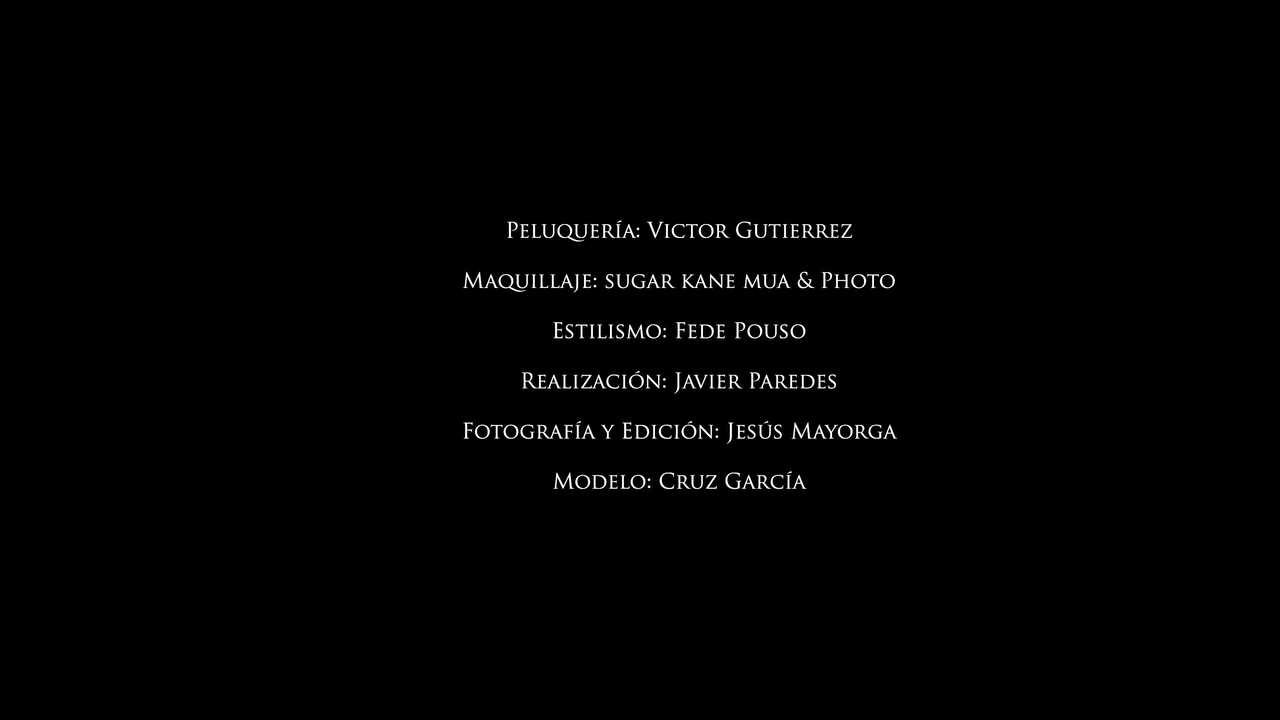 Peluquería: Victor Gutierrez
Maquillaje: sugar kane mua & Photo
Estilismo: Fede Pouso
Realización: Javier Paredes
Fotografía y Edición: Jesús Mayorga
Modelo: Cruz García